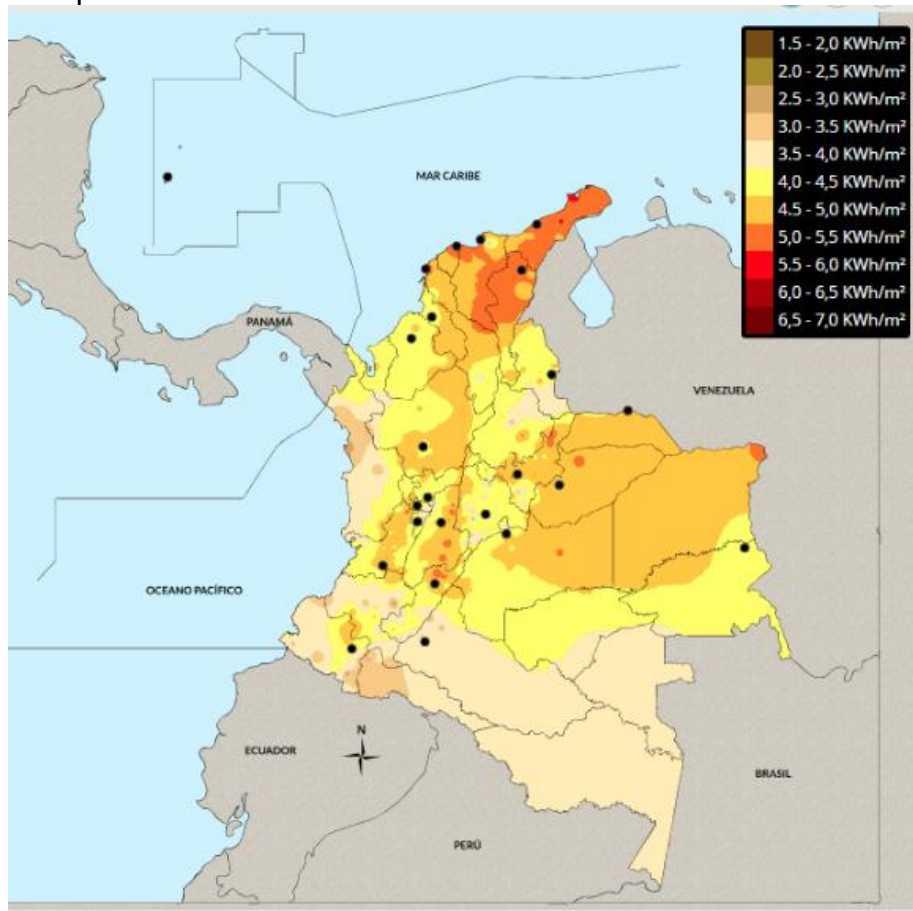 1.5 - 2,0 KWh/m²
2.0 - 2,5 KWh/m²
2.5 - 3,0 KWh/m²
3.0 - 3.5 KWh/m²
3.5 - 4,0 KWh/m²
4,0 - 4,5 KWh/m²
4.5 - 5,0 KWh/m²
5,0 - 5,5 KWh/m²
5.5 - 6,0 KWh/m²
6,0 - 6,5 KWh/m²
6,5 - 7,0 KWh/m²
MAR CARIBE
PANAMÁ
VENEZUELA
OCEANO PACÍFICO
N
ECUADOR
BRASIL
PERÚ